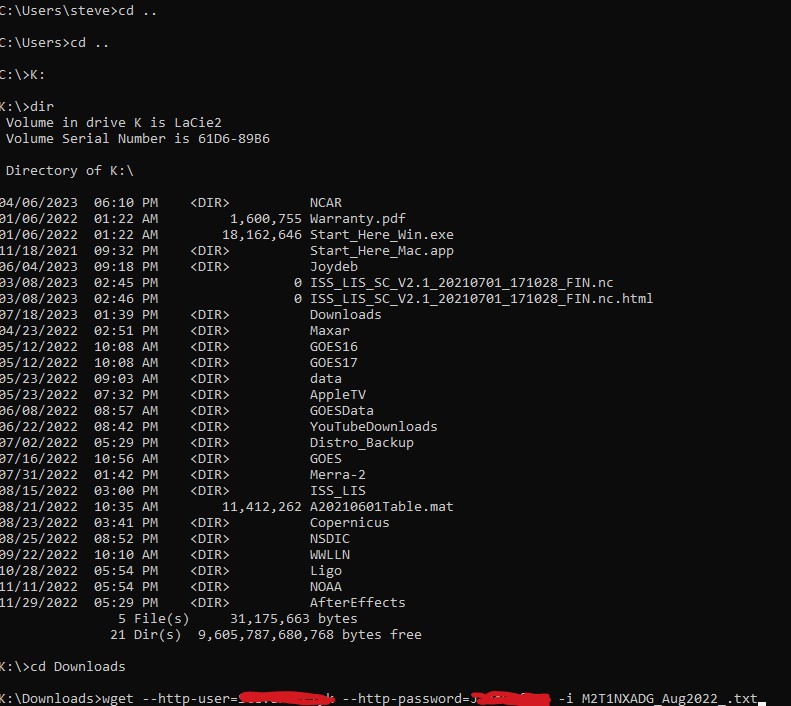 C:\Users\steve>cd ..
C:\Users>cd ..
C:\>K:
K:\>dir
Volume in drive K is LaCie2
Volume Serial Number is 61D6-89B6
Directory of K:\
04/06/2023 06:10 PM <DIR> NCAR
01/06/2022 01:22 AM 1,600,755 Warranty.pdf
01/06/2022 01:22 AM 18,162,646 Start_Here_Win.exe
11/18/2021 09:32 PM <DIR> Start_Here_Mac.app
06/04/2023 09:18 PM <DIR> Joydeb
03/08/2023 02:45 PM 0 ISS_LIS_SC_V2.1_20210701_171028_FIN.nc
03/08/2023 02:46 PM 0 ISS_LIS_SC_V2.1_20210701_171028_FIN.nc.html
07/18/2023 01:39 PM <DIR> Downloads
04/23/2022 02:51 PM <DIR> Maxar
05/12/2022 10:08 AM <DIR> GOES16
05/12/2022 10:08 AM <DIR> GOES17
05/23/2022 09:03 AM <DIR> data
05/23/2022 07:32 PM <DIR> AppleTV
06/08/2022 08:57 AM <DIR> GOESData
06/22/2022 08:42 PM <DIR> YouTubeDownloads
07/02/2022 05:29 PM <DIR> Distro_Backup
07/16/2022 10:56 AM <DIR> GOES
07/31/2022 01:42 PM <DIR> Merra-2
08/15/2022 03:00 PM <DIR> ISS_LIS
08/21/2022 10:35 AM 11,412,262 A20210601Table.mat
08/23/2022 03:41 PM <DIR> Copernicus
08/25/2022 08:52 PM <DIR> NSDIC
09/22/2022 10:10 AM <DIR> WWLLN
10/28/2022 05:54 PM <DIR> Ligo
11/11/2022 05:54 PM <DIR> NOAA
11/29/2022 05:29 PM <DIR> AfterEffects
5 File(s) 31,175,663 bytes
21 Dir(s) 9,605,787,680,768 bytes free
K:\>cd Downloads
K:\Downloads>wget --http-user= --http-password= -i M2T1NXADG_Aug2022_.txt